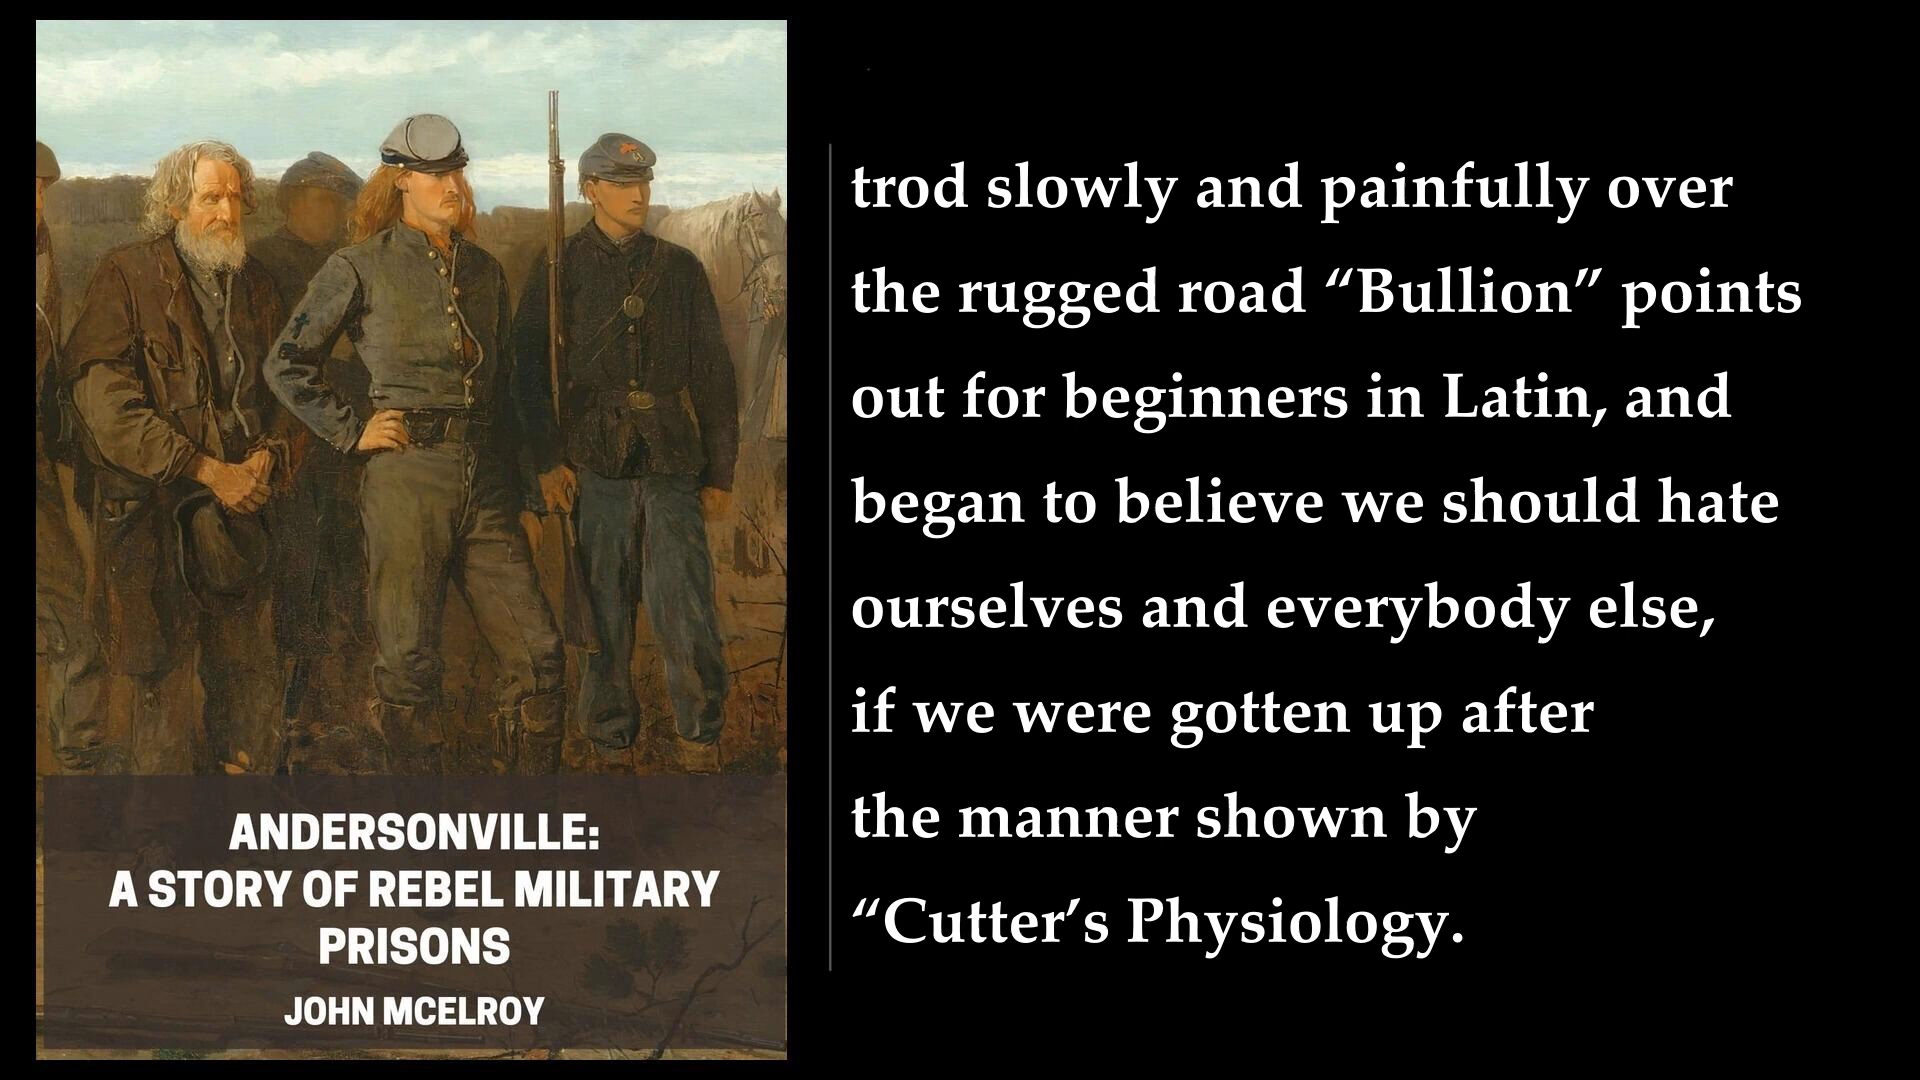 trod slowly and painfully over
the rugged road “Bullion” points
out for beginners in Latin, and
began to believe we should hate
ourselves and everybody else,
if we were gotten up after
the manner shown by
“Cutter’s Physiology.
ANDERSONVILLE:
A STORY OF REBEL MILITARY
PRISONS
JOHN MCELROY